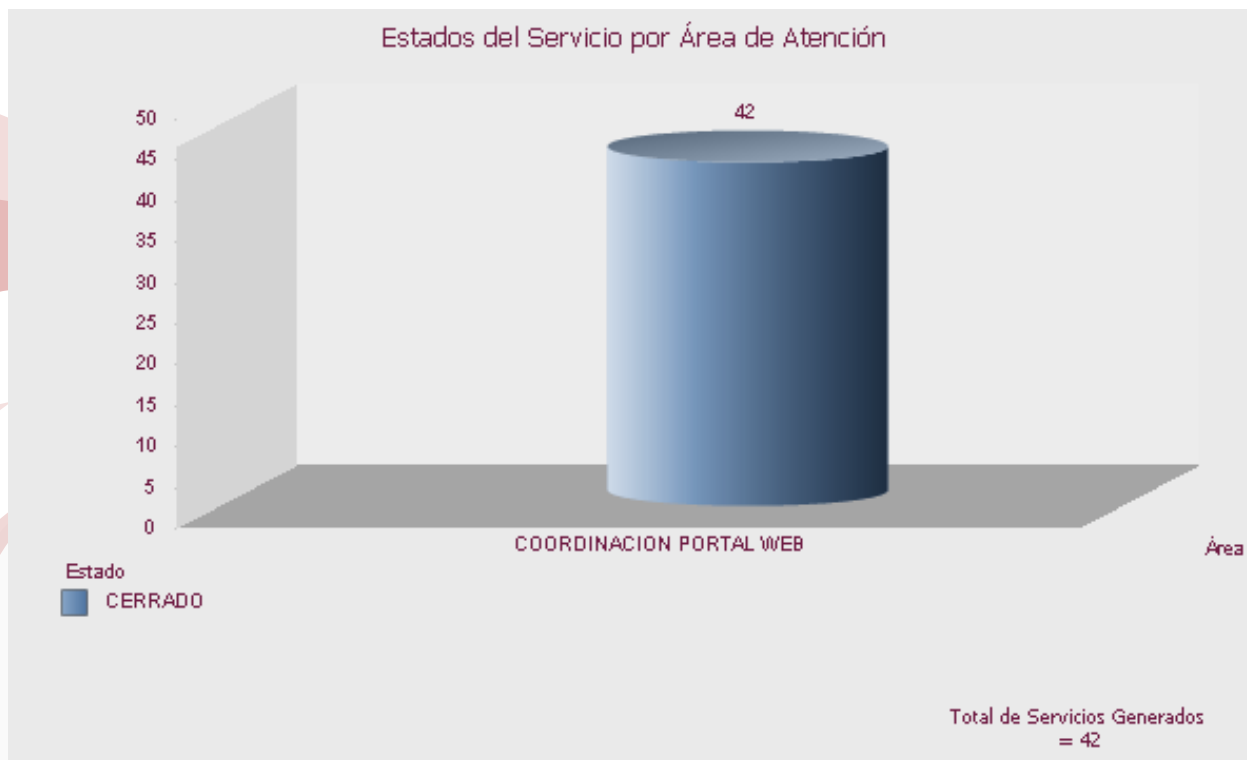 Estados del Servicio por Área de Atención
42
50
45
40
35
30
25
20
15
10
5
0
COORDINACION PORTAL WEB
Área
Estado
CERRADO
Total de Servicios Generados
= 42